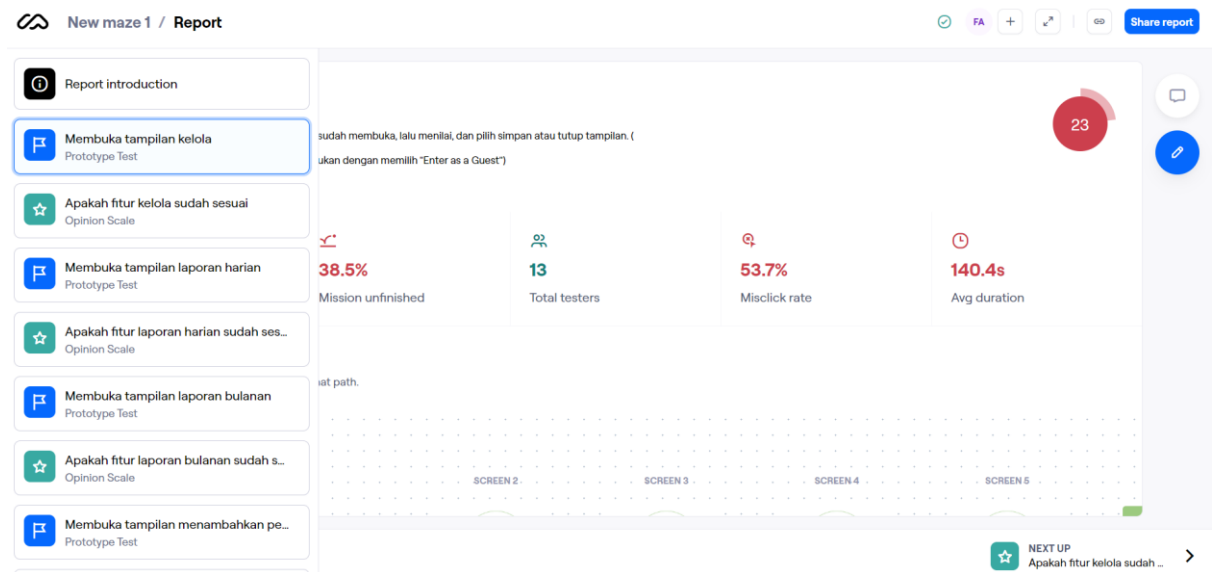 New maze 1 / Report
FA
Share report
Report introduction
Membuka tampilan kelola
Prototype Test
Apakah fitur kelola sudah sesuai
Opinion Scale
Membuka tampilan laporan harian
Prototype Test
Apakah fitur laporan harian sudah ses...
Opinion Scale
Membuka tampilan laporan bulanan
Prototype Test
Apakah fitur laporan bulanan sudah s...
Opinion Scale
Membuka tampilan menambahkan pe...
Prototype Test
sudah membuka, lalu menilai, dan pilih simpan atau tutup tampilan. (
ukan dengan memilih "Enter as a Guest")
23
38.5%
Mission unfinished
13
Total testers
53.7%
Misclick rate
140.4s
Avg duration
at path.
SCREEN 2
SCREEN 3
SCREEN 4
SCREEN 5
NEXT UP
Apakah fitur kelola sudah ...